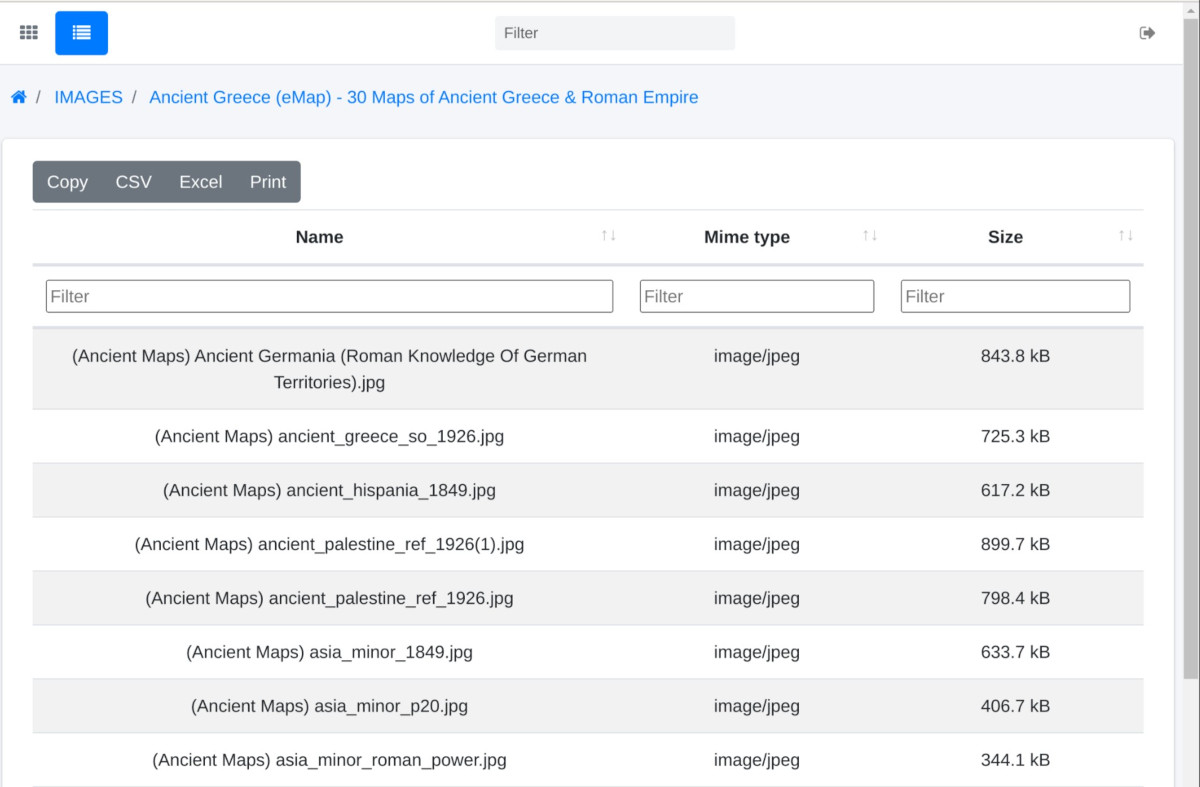 Filter
/ IMAGES / Ancient Greece (eMap) - 30 Maps of Ancient Greece & Roman Empire
Copy CSV Excel Print
Name ↑↓ Mime type ↑↓ Size ↑↓
Filter Filter Filter
(Ancient Maps) Ancient Germania (Roman Knowledge Of German image/jpeg 843.8 kB
Territories).jpg
(Ancient Maps) ancient_greece_so_1926.jpg image/jpeg 725.3 kB
(Ancient Maps) ancient_hispania_1849.jpg image/jpeg 617.2 kB
(Ancient Maps) ancient_palestine_ref_1926(1).jpg image/jpeg 899.7 kB
(Ancient Maps) ancient_palestine_ref_1926.jpg image/jpeg 798.4 kB
(Ancient Maps) asia_minor_1849.jpg image/jpeg 633.7 kB
(Ancient Maps) asia_minor_p20.jpg image/jpeg 406.7 kB
(Ancient Maps) asia_minor_roman_power.jpg image/jpeg 344.1 kB